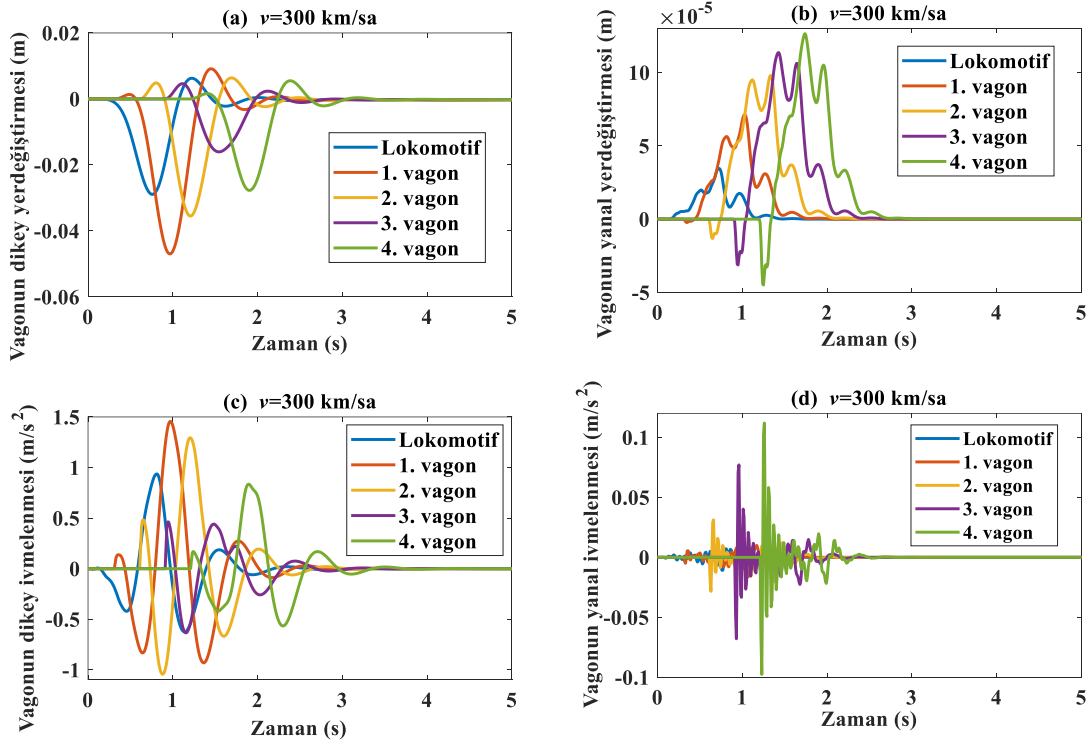 (a) v=300 km/sa
Vagonun dikey yerdeğiştirmesi (m)
0.02
0
-0.02
-0.04
-0.06
Lokomotif
1. vagon
2. vagon
3. vagon
4. vagon
0 1 2 3 4 5
Zaman (s)
(b) v=300 km/sa
×10⁻⁵
Vagonun yanal yerdeğiştirmesi (m)
10
5
0
-5
Lokomotif
1. vagon
2. vagon
3. vagon
4. vagon
0 1 2 3 4 5
Zaman (s)
(c) v=300 km/sa
Vagonun dikey ivmelenmesi (m/s²)
1.5
1
0.5
0
-0.5
-1
Lokomotif
1. vagon
2. vagon
3. vagon
4. vagon
0 1 2 3 4 5
Zaman (s)
(d) v=300 km/sa
Vagonun yanal ivmelenmesi (m/s²)
0.1
0.05
0
-0.05
-0.1
Lokomotif
1. vagon
2. vagon
3. vagon
4. vagon
0 1 2 3 4 5
Zaman (s)